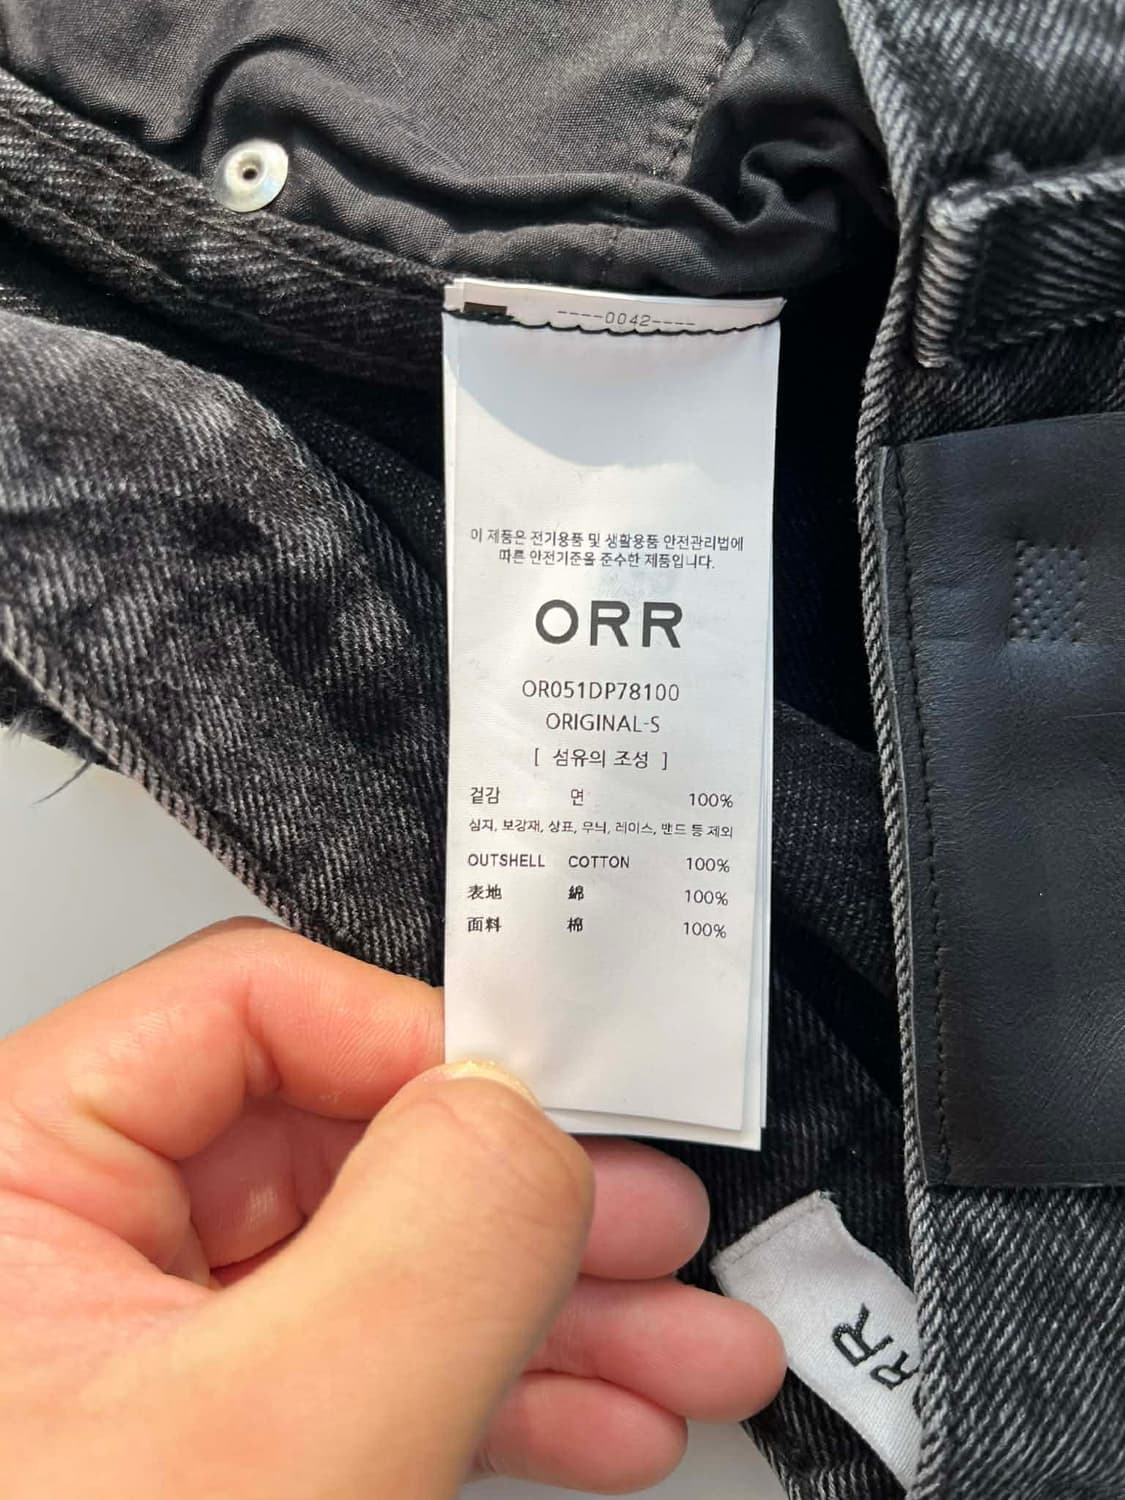 ----0042----
이 제품은 전기용품 및 생활용품 안전관리법에
따른 안전기준을 준수한 제품입니다.
ORR
OR051DP78100
ORIGINAL-S
[ 섬유의 조성 ]
겉감 면 100%
심지, 보강재, 상표, 무늬, 레이스, 밴드 등 제외
OUTSHELL COTTON 100%
表地 綿 100%
面料 棉 100%
RR